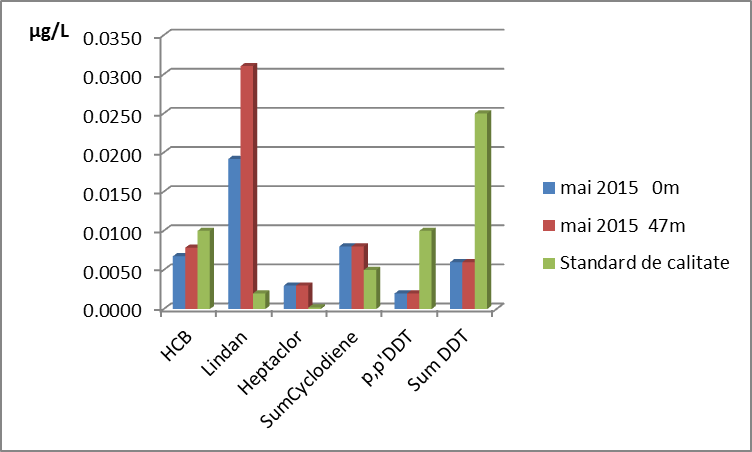 µg/L
0.0350
0.0300
0.0250
0.0200
0.0150
0.0100
0.0050
0.0000
HCB
Lindan
Heptaclor
SumCyclodiene
p,p'DDT
Sum DDT
mai 2015 0m
mai 2015 47m
Standard de calitate